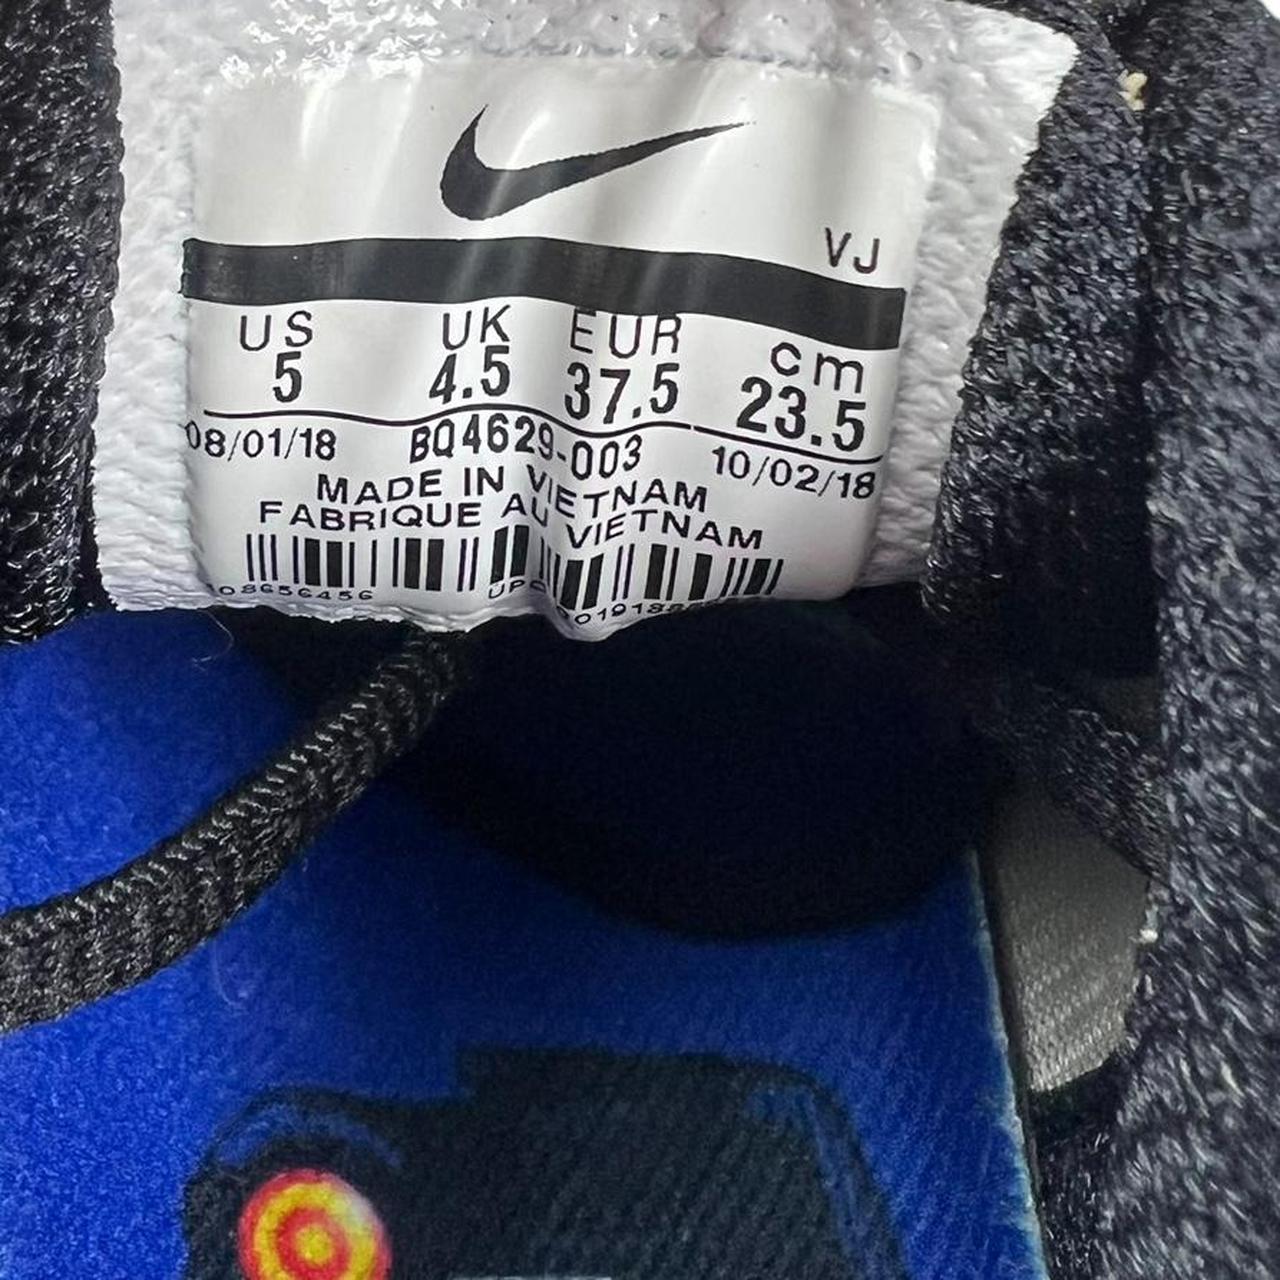 VJ
US UK EUR cm
5 4.5 37.5 23.5
08/01/18 BQ4629-003 10/02/18
MADE IN VIETNAM
FABRIQUE AU VIETNAM